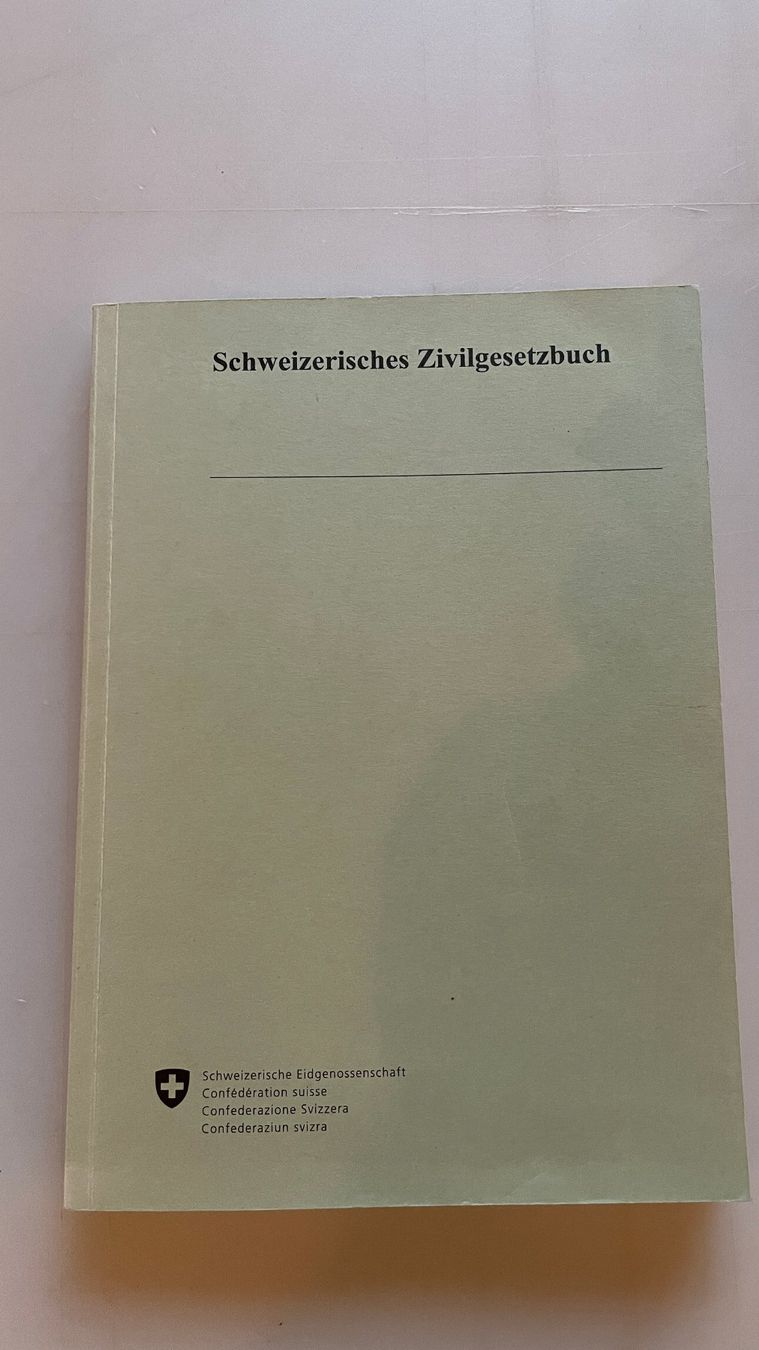 Schweizerisches Zivilgesetzbuch
Schweizerische Eidgenossenschaft
Confédération suisse
Confederazione Svizzera
Confederaziun svizra